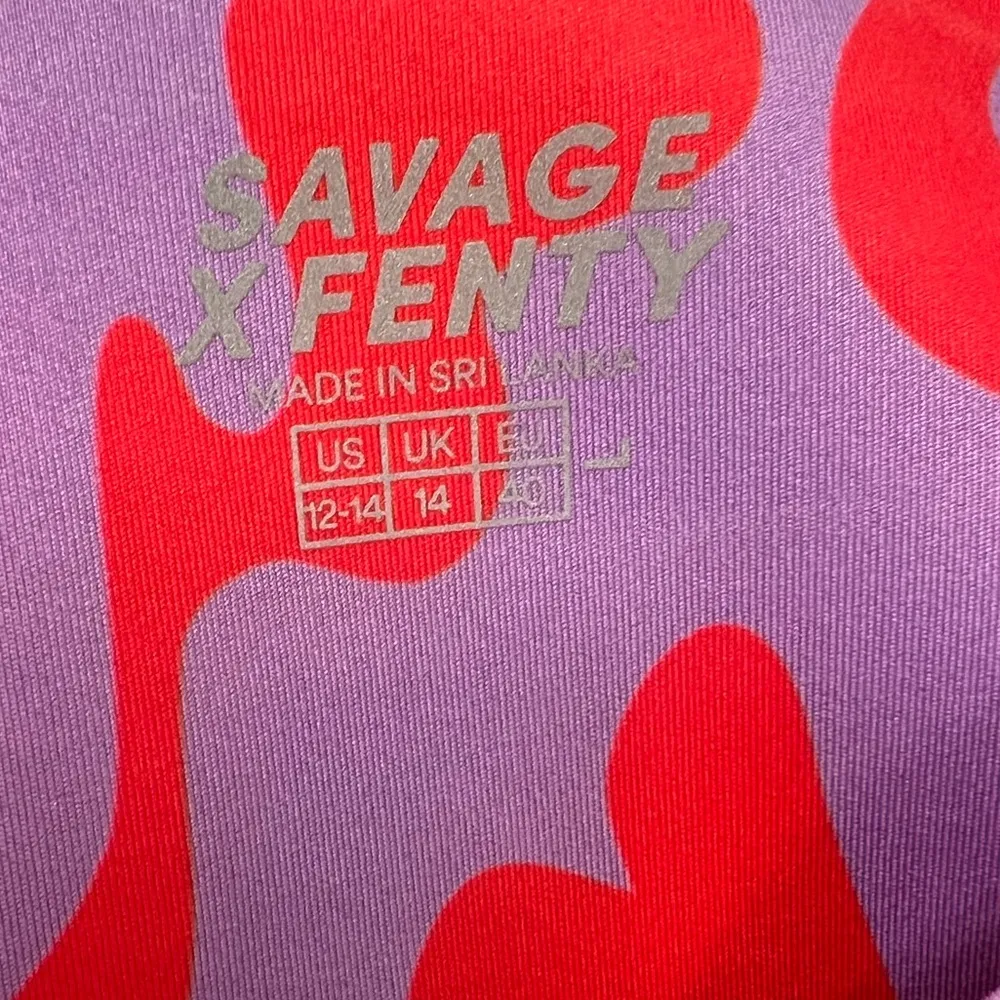 SAVAGE
X FENTY
MADE IN SRI LANKA
US UK EU L
12-14 14 40